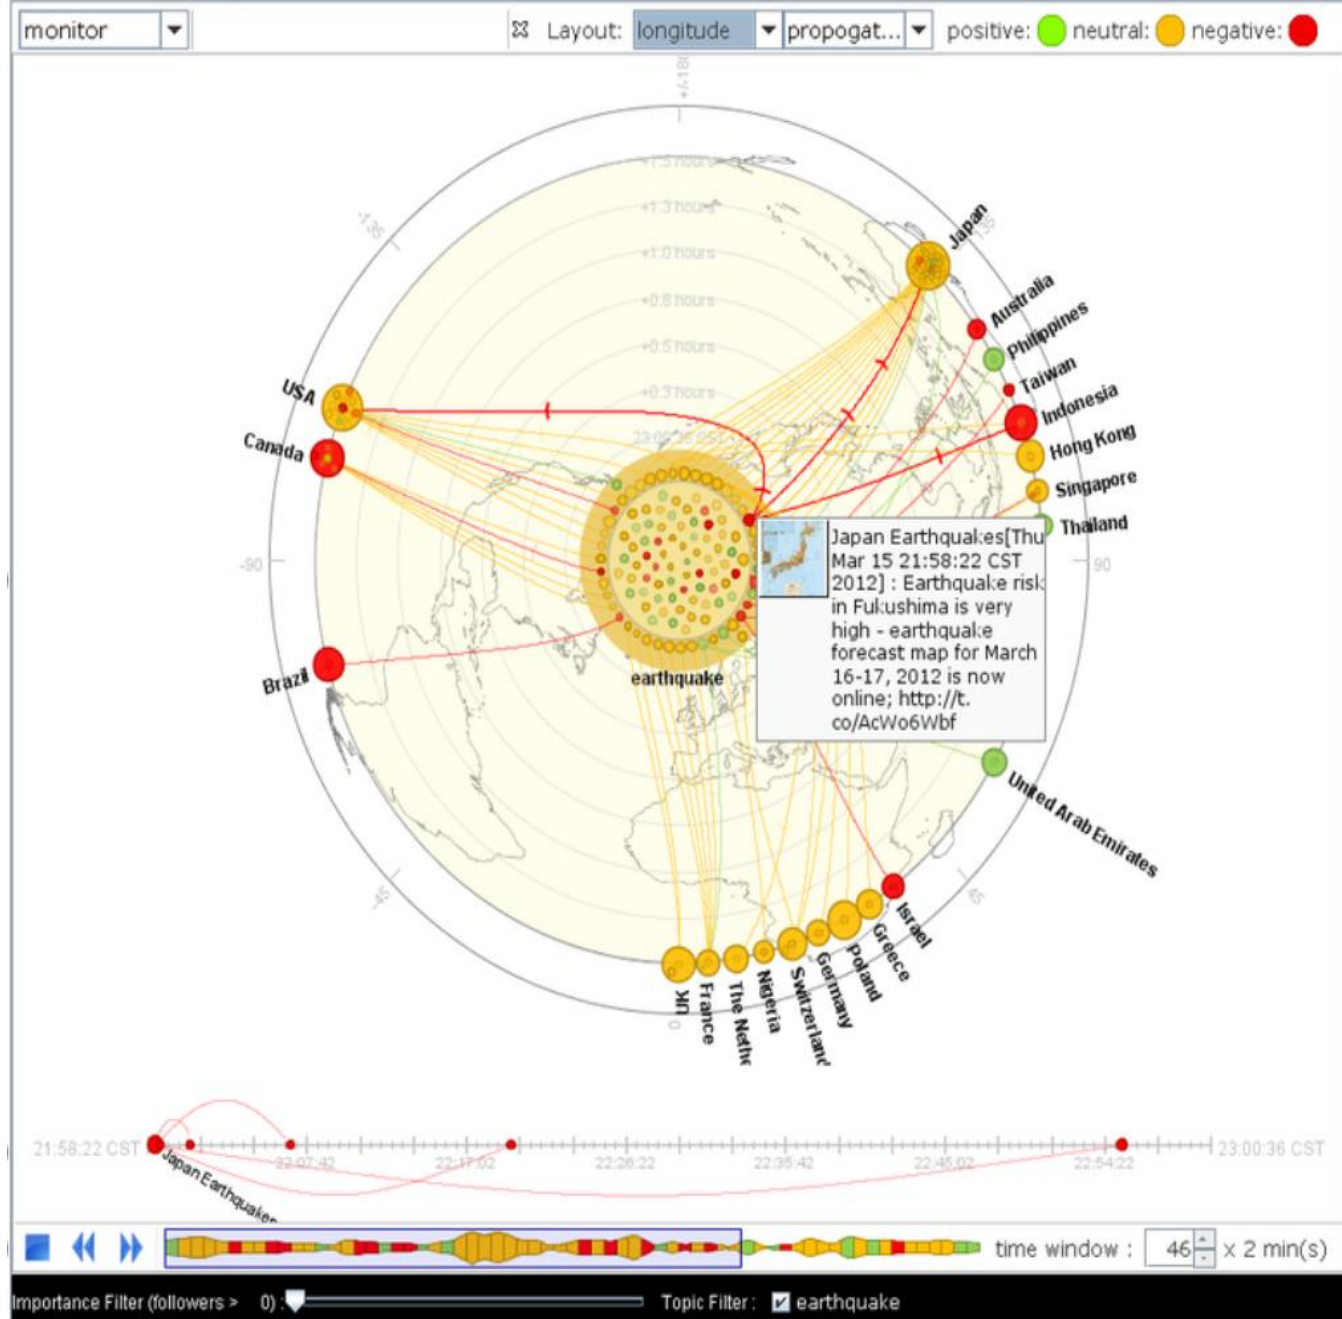 monitor
Layout: longitude propogat... positive: neutral: negative:
+/-180
+1.5 hours
+1.3 hours
+1.0 hours
+0.8 hours
+0.5 hours
+0.3 hours
23:00:36 CST
-135
135
Japan
Australia
Philippines
Taiwan
Indonesia
Hong Kong
Singapore
Thailand
USA
Canada
-90
90
Japan Earthquakes[Thu
Mar 15 21:58:22 CST
2012] : Earthquake risk
in Fukushima is very
high - earthquake
forecast map for March
16-17, 2012 is now
online; http://t.
co/AcWo6Wbf
earthquake
Brazil
United Arab Emirates
-45
45
Israel
Greece
Poland
Germany
Switzerland
Nigeria
The Nethe
France
UK
0
21:58:22 CST
22:07:42
22:17:02
22:26:22
22:35:42
22:45:02
22:54:22
23:00:36 CST
Japan Earthquakes
time window : 46 x 2 min(s)
Importance Filter (followers > 0) : Topic Filter : earthquake